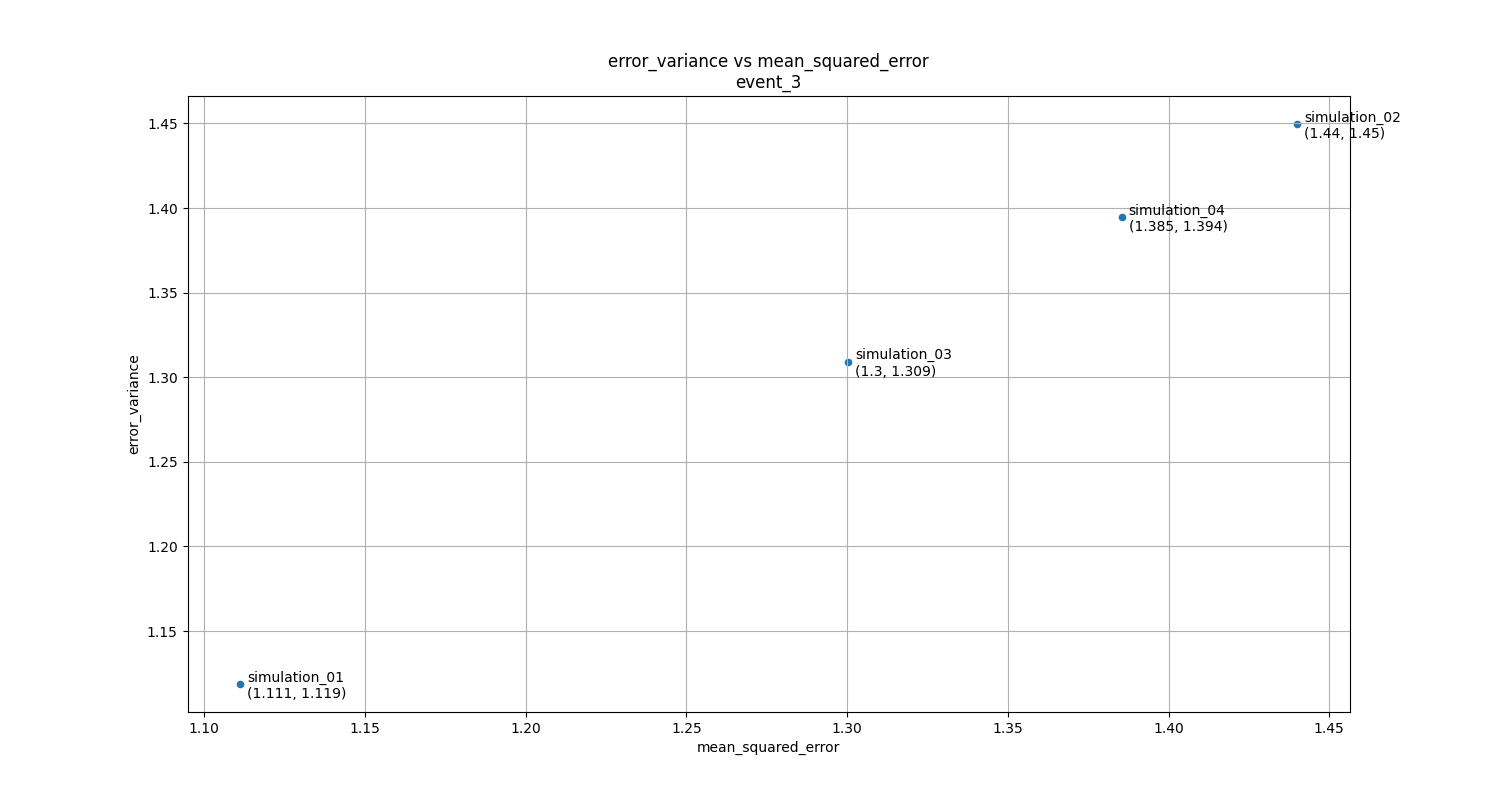 error_variance vs mean_squared_error
event_3
1.45
1.40
1.35
1.30
1.25
1.20
1.15
error_variance
simulation_02
(1.44, 1.45)
simulation_04
(1.385, 1.394)
simulation_03
(1.3, 1.309)
simulation_01
(1.111, 1.119)
1.10 1.15 1.20 1.25 1.30 1.35 1.40 1.45
mean_squared_error